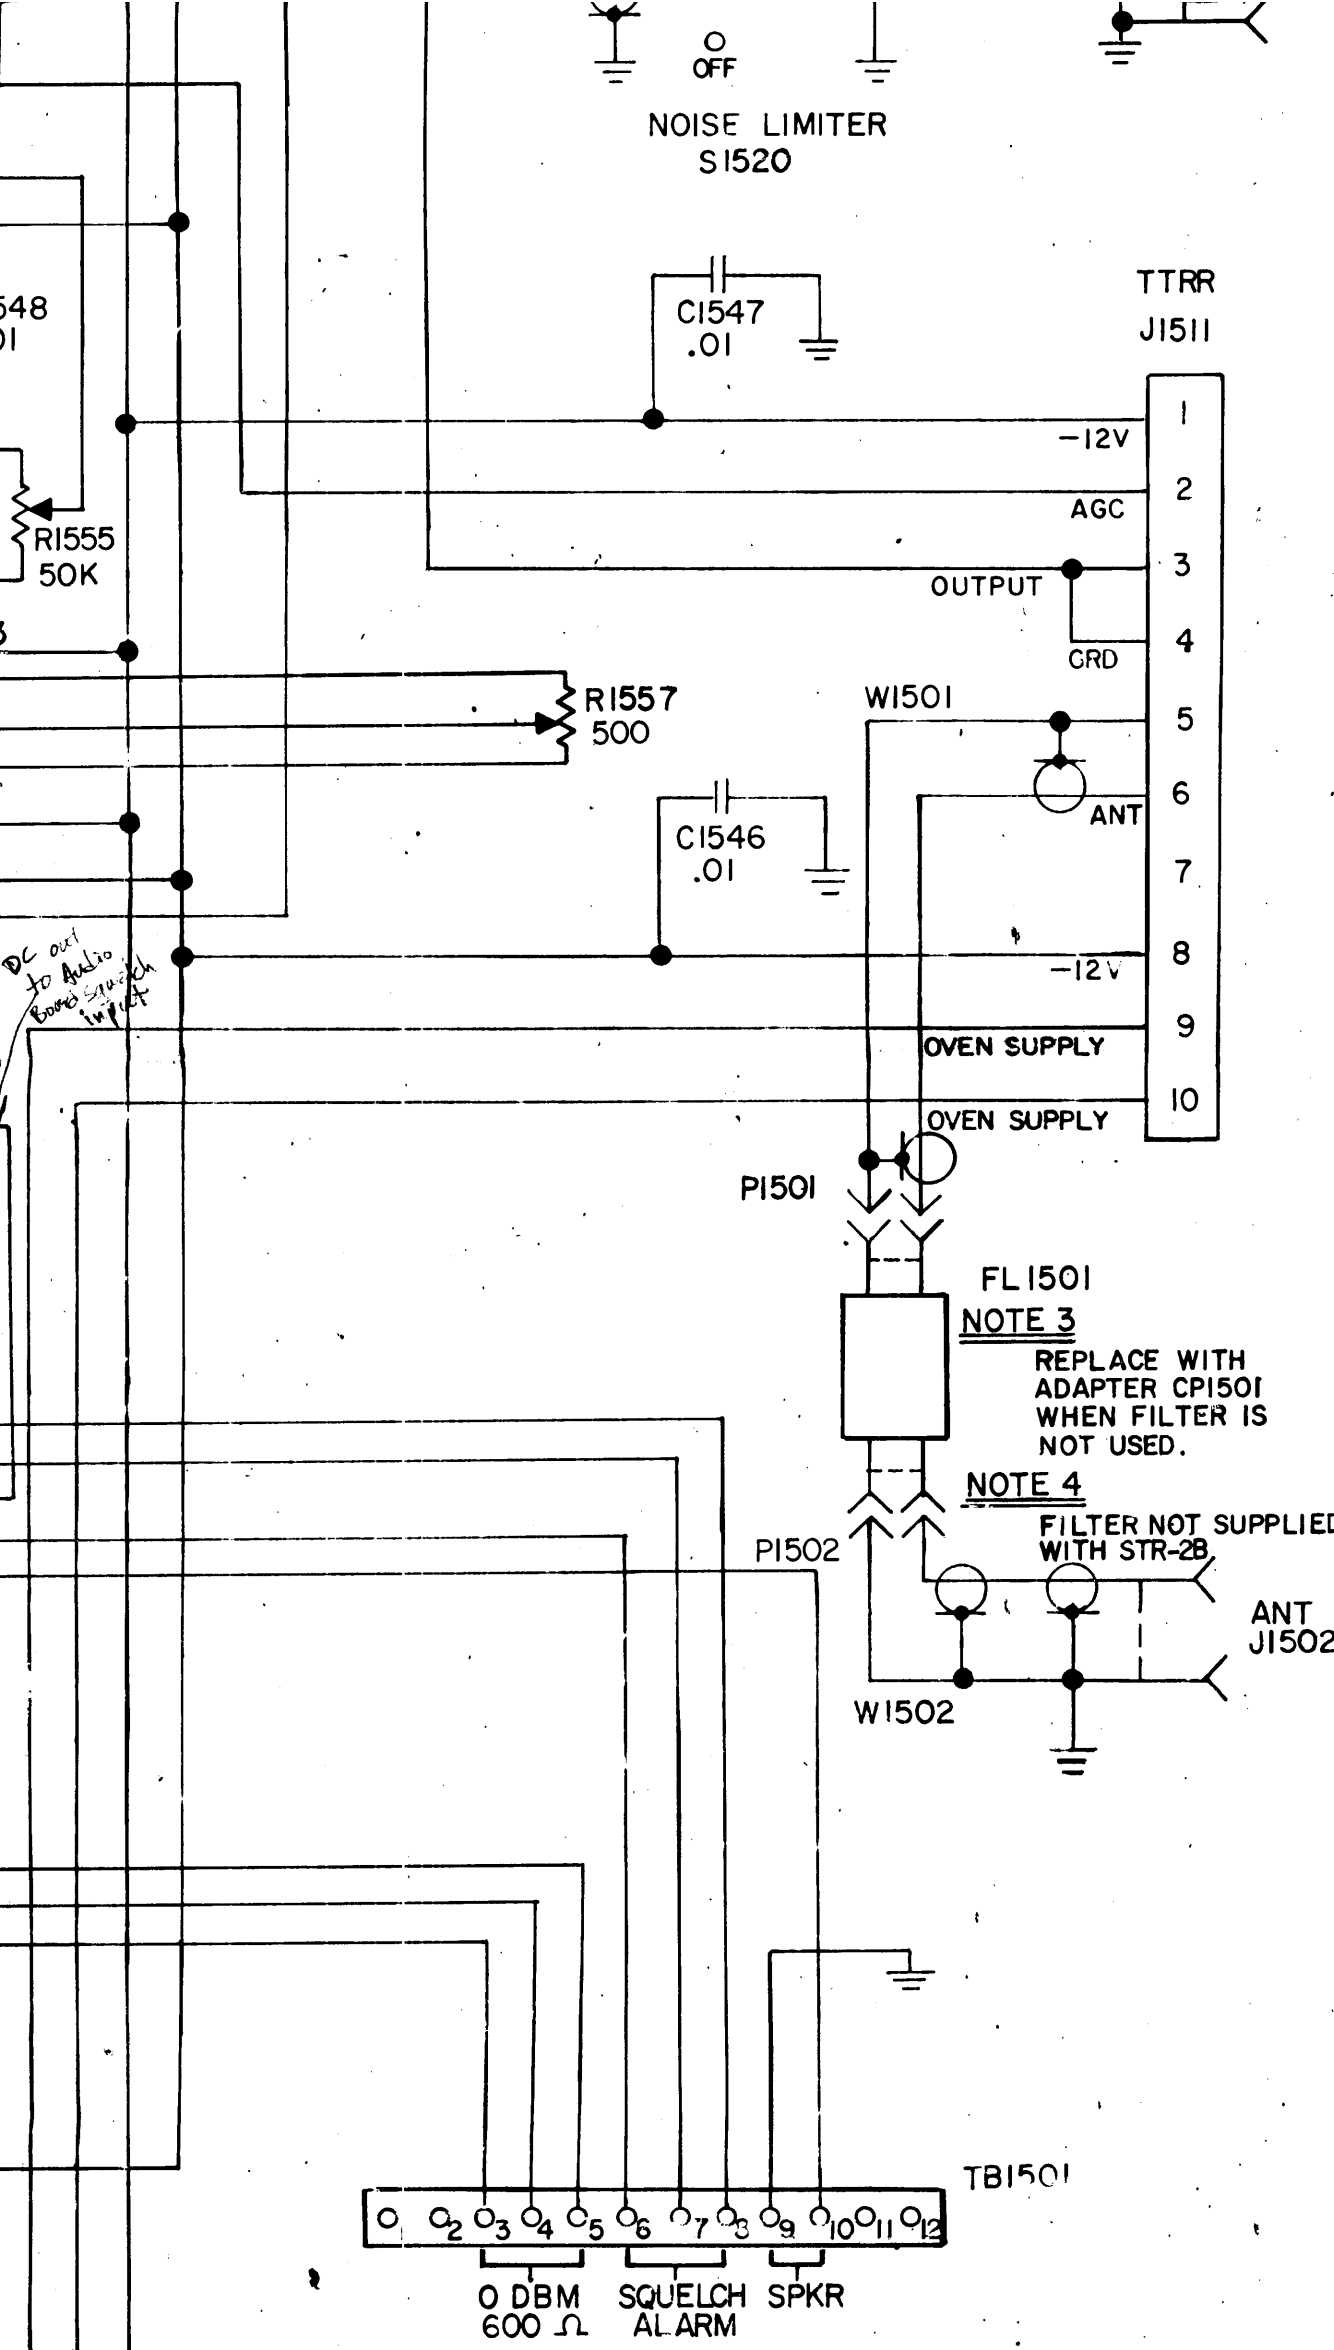 OFF
NOISE LIMITER
S1520
548
01
C1547
.01
TTRR
J1511
1
-12V
2
AGC
R1555
50K
3
OUTPUT
4
GRD
R1557
500
W1501
5
C1546
.01
6
ANT
7
8
-12V
DC out
to Audio
Board squelch
input
9
OVEN SUPPLY
10
OVEN SUPPLY
P1501
FL1501
NOTE 3
REPLACE WITH
ADAPTER CP1501
WHEN FILTER IS
NOT USED.
NOTE 4
FILTER NOT SUPPLIED
WITH STR-2B
P1502
ANT
J1502
W1502
TB1501
1 2 3 4 5 6 7 8 9 10 11 12
0 DBM
600 Ω
SQUELCH
ALARM
SPKR